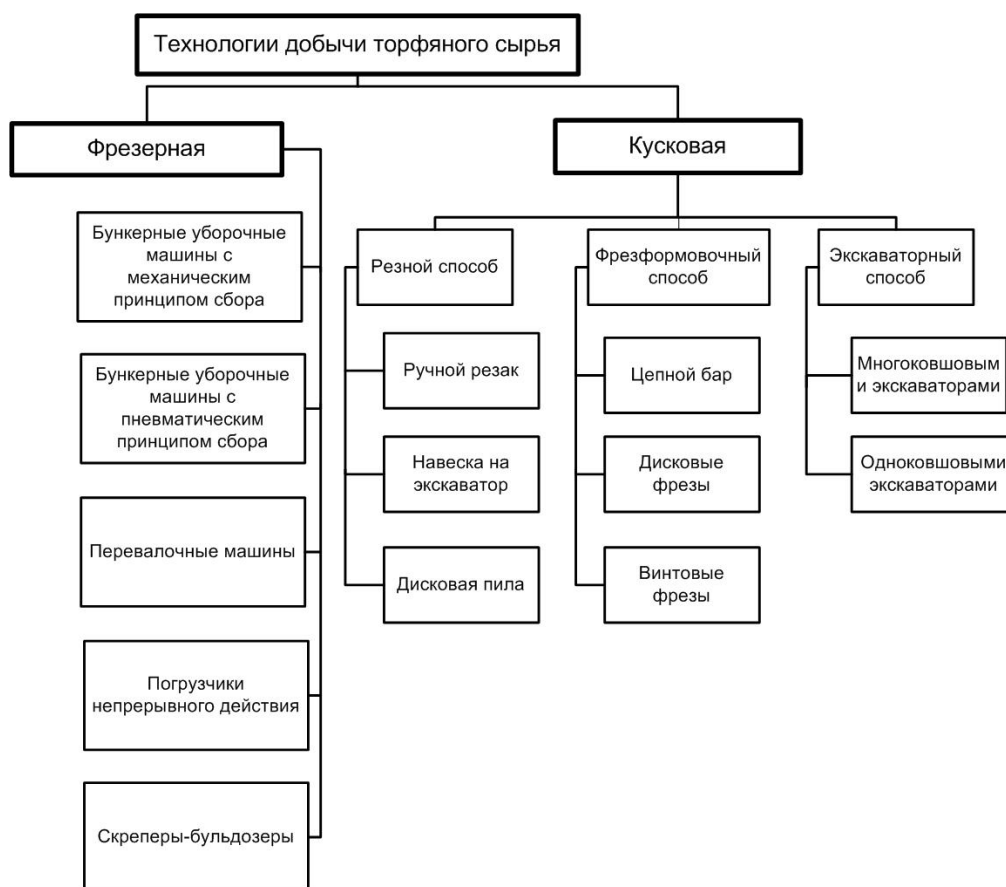 Технологии добычи торфяного сырья
Фрезерная
Кусковая
Бункерные уборочные
машины с
механическим
принципом сбора
Бункерные уборочные
машины с
пневматическим
принципом сбора
Перевалочные машины
Погрузчики
непрерывного действия
Скреперы-бульдозеры
Резной способ
Ручной резак
Навеска на
экскаватор
Дисковая пила
Фрезформовочный
способ
Цепной бар
Дисковые
фрезы
Винтовые
фрезы
Экскаваторный
способ
Многоковшовым
и экскаваторами
Одноковшовыми
экскаваторами